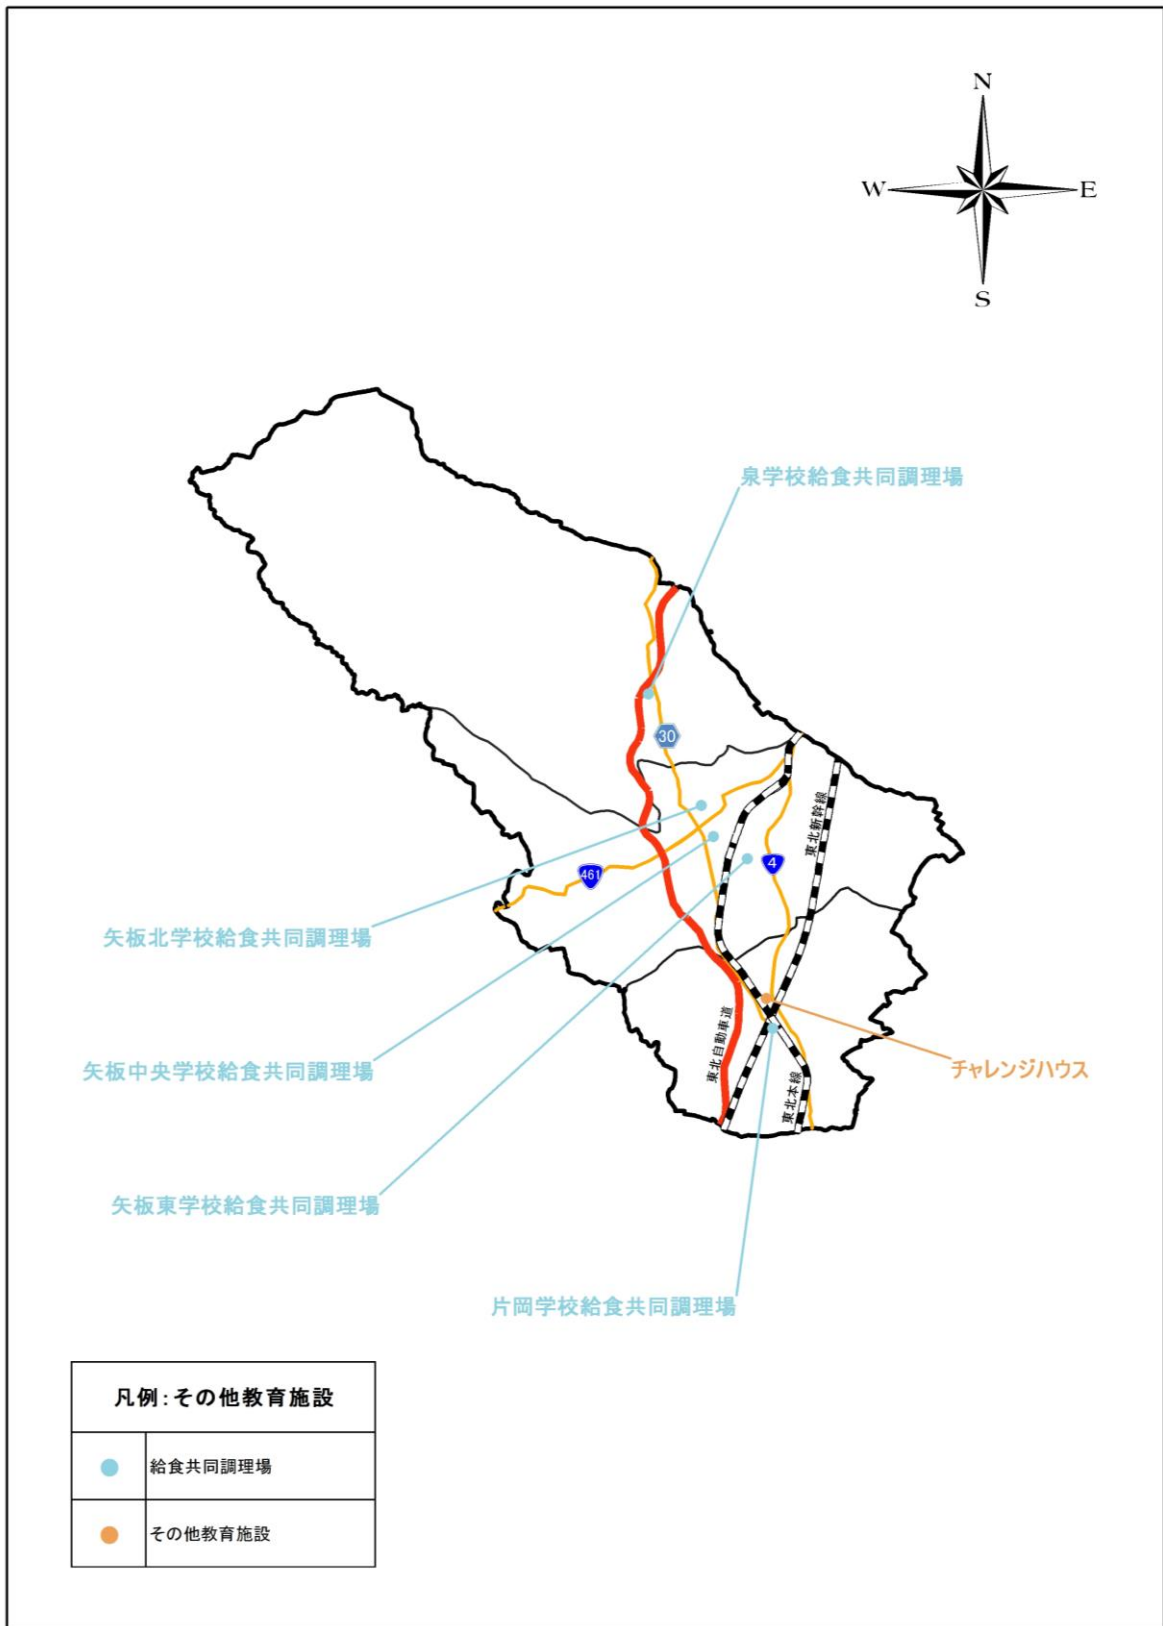 N
W
E
S
泉学校給食共同調理場
30
東北新幹線
4
461
矢板北学校給食共同調理場
矢板中央学校給食共同調理場
東北自動車道
東北本線
チャレンジハウス
矢板東学校給食共同調理場
片岡学校給食共同調理場
凡例:その他教育施設
給食共同調理場
その他教育施設